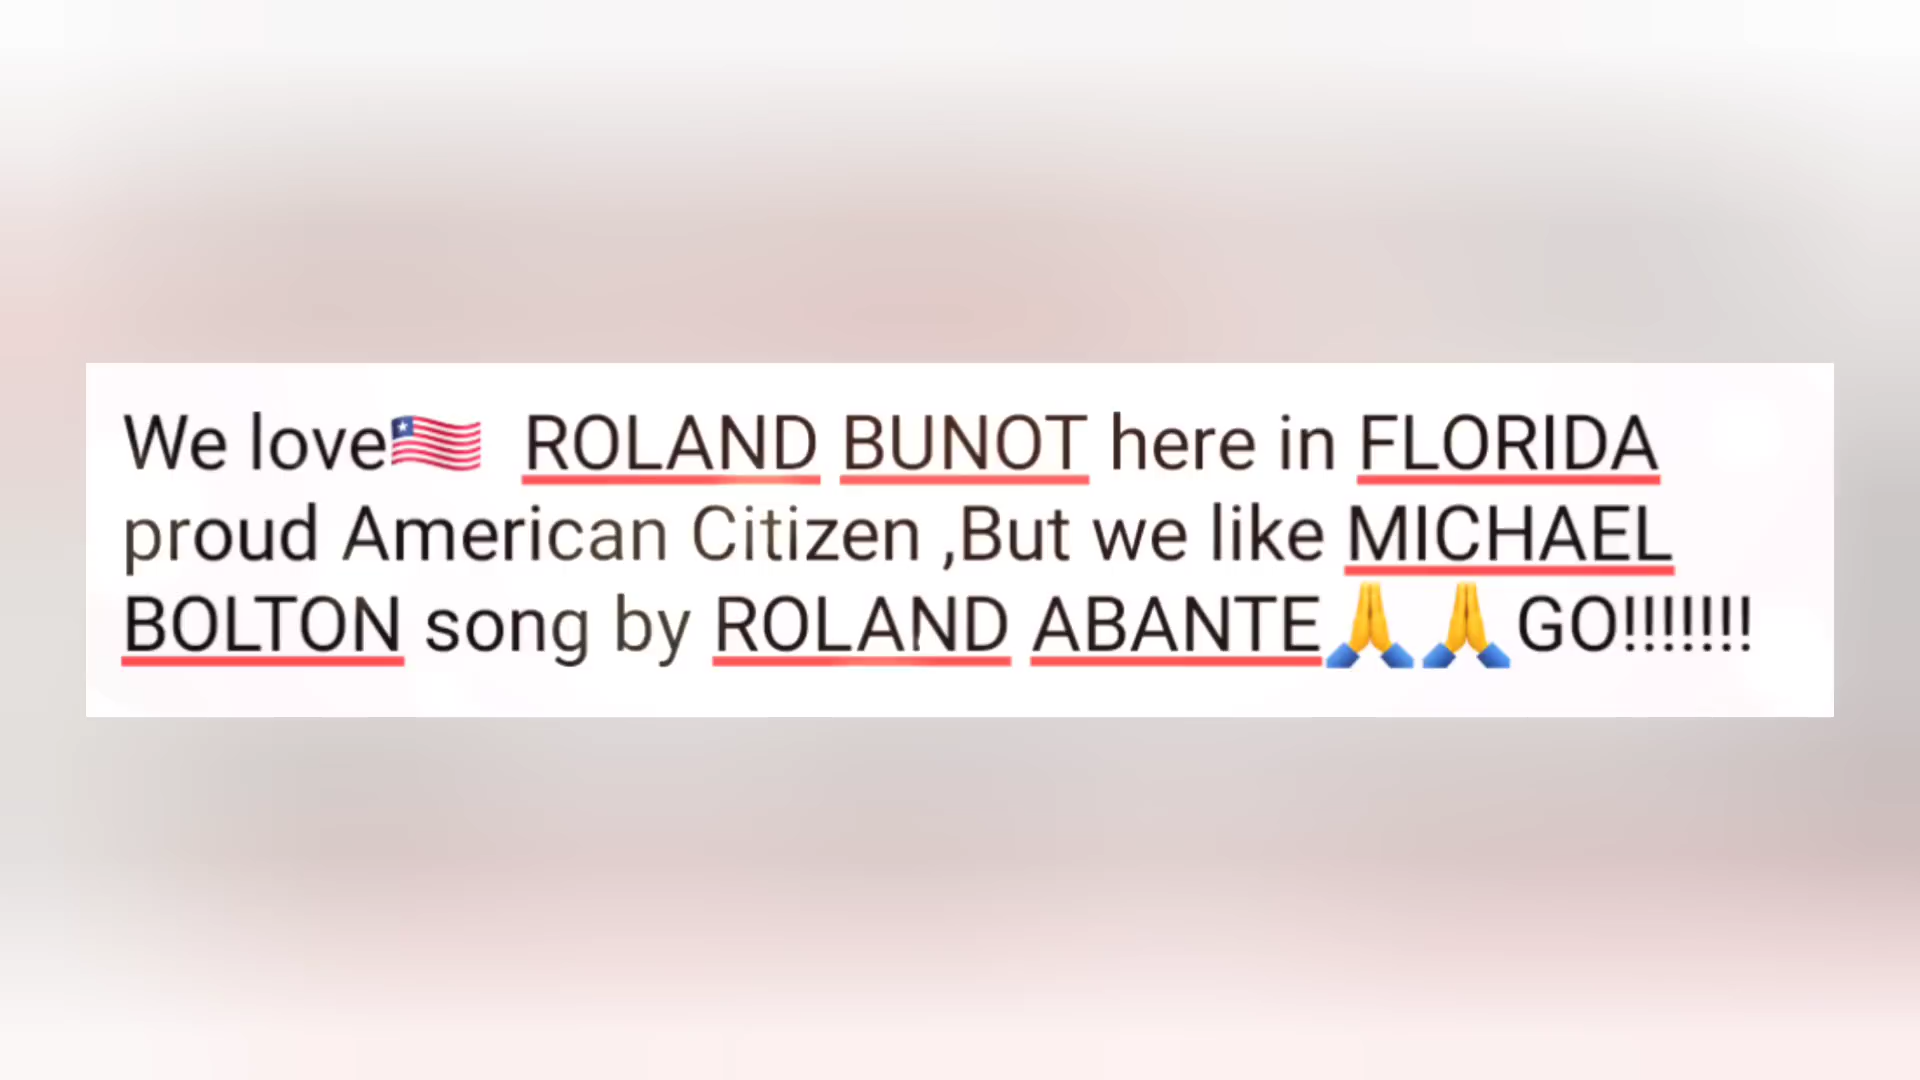 We love🇱🇷 ROLAND BUNOT here in FLORIDA
proud American Citizen ,But we like MICHAEL
BOLTON song by ROLAND ABANTE🙏🙏GO!!!!!!!